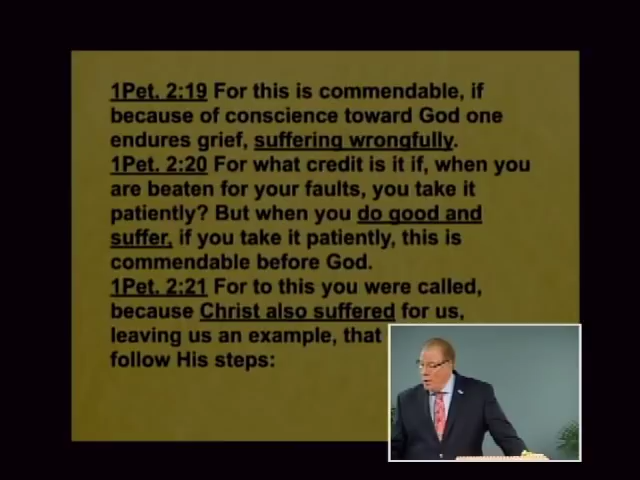 1Pet. 2:19 For this is commendable, if
because of conscience toward God one
endures grief, suffering wrongfully.
1Pet. 2:20 For what credit is it if, when you
are beaten for your faults, you take it
patiently? But when you do good and
suffer, if you take it patiently, this is
commendable before God.
1Pet. 2:21 For to this you were called,
because Christ also suffered for us,
leaving us an example, that
follow His steps: